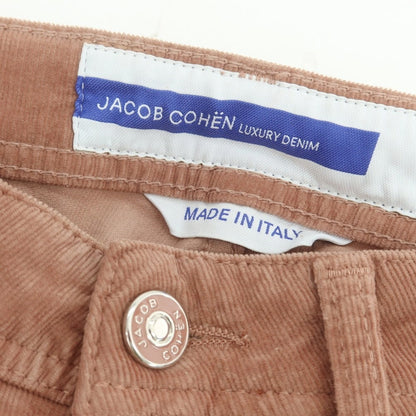 JACOB COHËN LUXURY DENIM
MADE IN ITALY
JACOB
COHËN